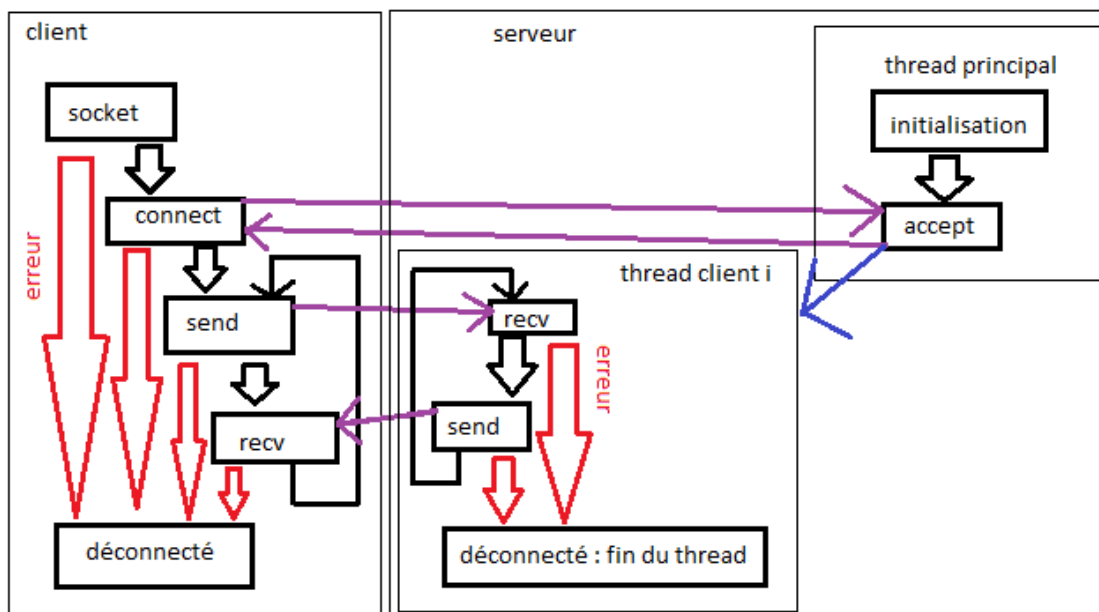 client
socket
connect
erreur
send
recv
déconnecté
serveur
thread principal
initialisation
accept
thread client i
recv
erreur
send
déconnecté : fin du thread